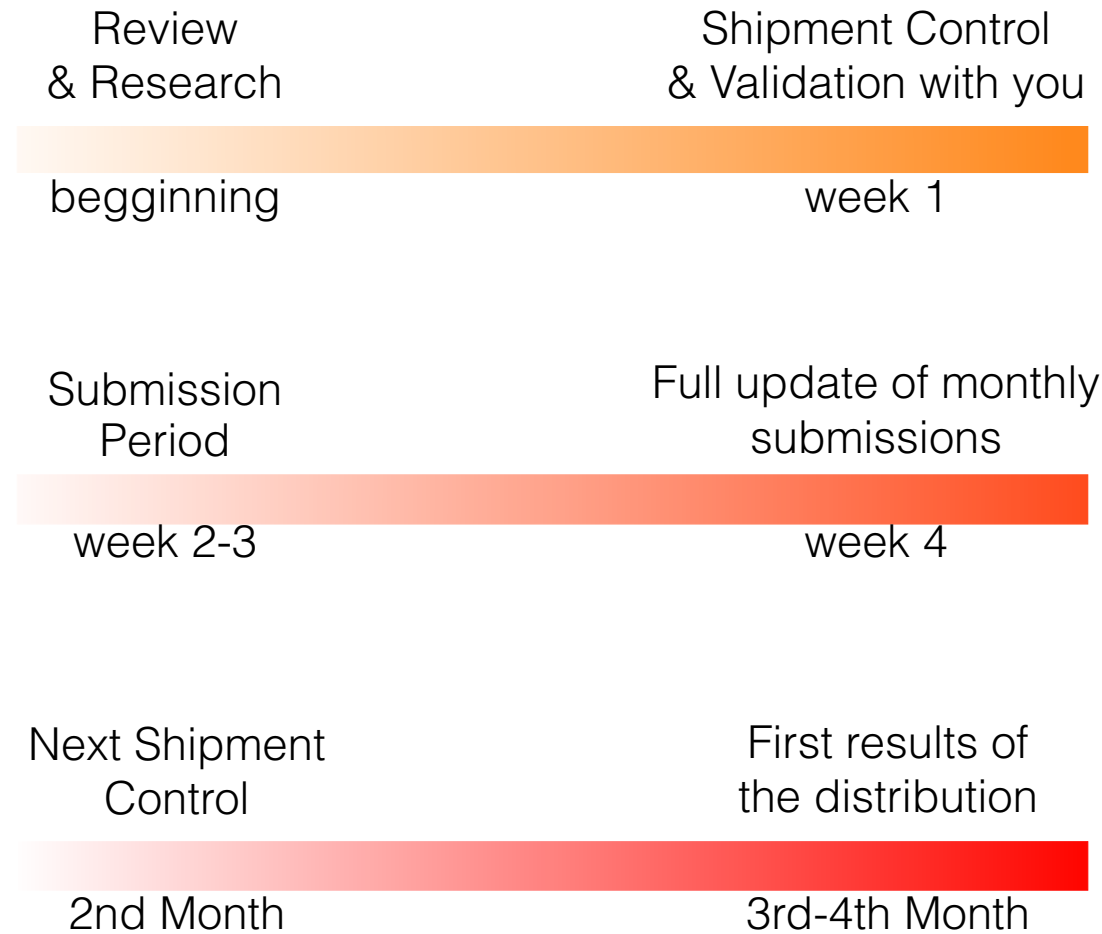 Review
& Research
Shipment Control
& Validation with you
begginning
week 1
Submission
Period
Full update of monthly
submissions
week 2-3
week 4
Next Shipment
Control
First results of
the distribution
2nd Month
3rd-4th Month